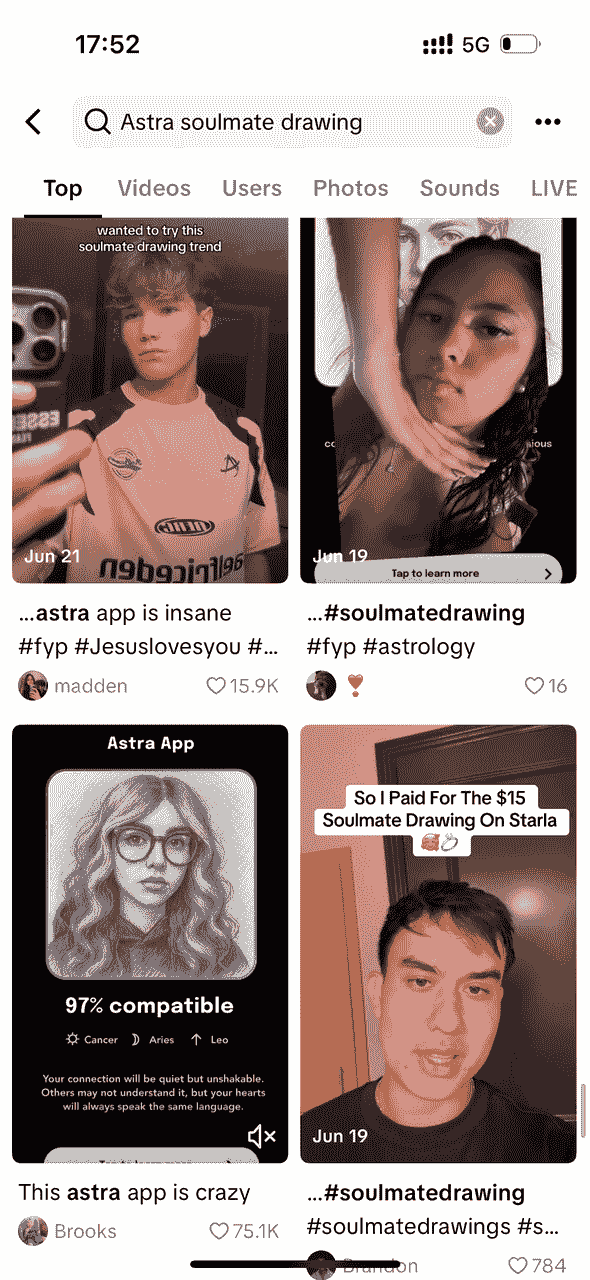 17:52
5G
Astra soulmate drawing
Top
Videos
Users
Photos
Sounds
LIVE
wanted to try this
soulmate drawing trend
Jun 21
...astra app is insane
#fyp #Jesuslovesyou #...
madden
15.9K
Jun 19
Tap to learn more
...#soulmatedrawing
#fyp #astrology
16
Astra App
97% compatible
Cancer
Aries
Leo
Your connection will be quiet but unshakable.
Others may not understand it, but your hearts
will always speak the same language.
This astra app is crazy
Brooks
75.1K
So I Paid For The $15
Soulmate Drawing On Starla
Jun 19
...#soulmatedrawing
#soulmatedrawings #s...
Brandon
784